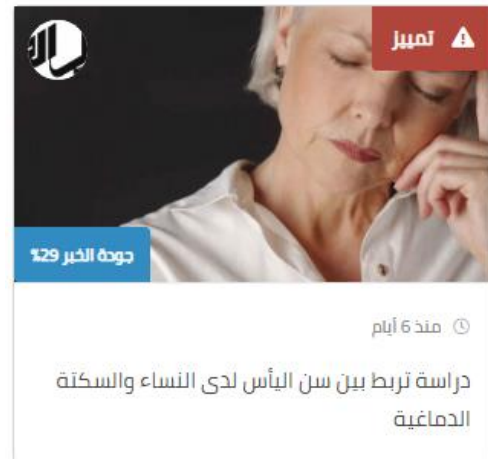 تمييز
جودة الخبر 29%
منذ 6 أيام
دراسة تربط بين سن اليأس لدى النساء والسكتة
الدماغية